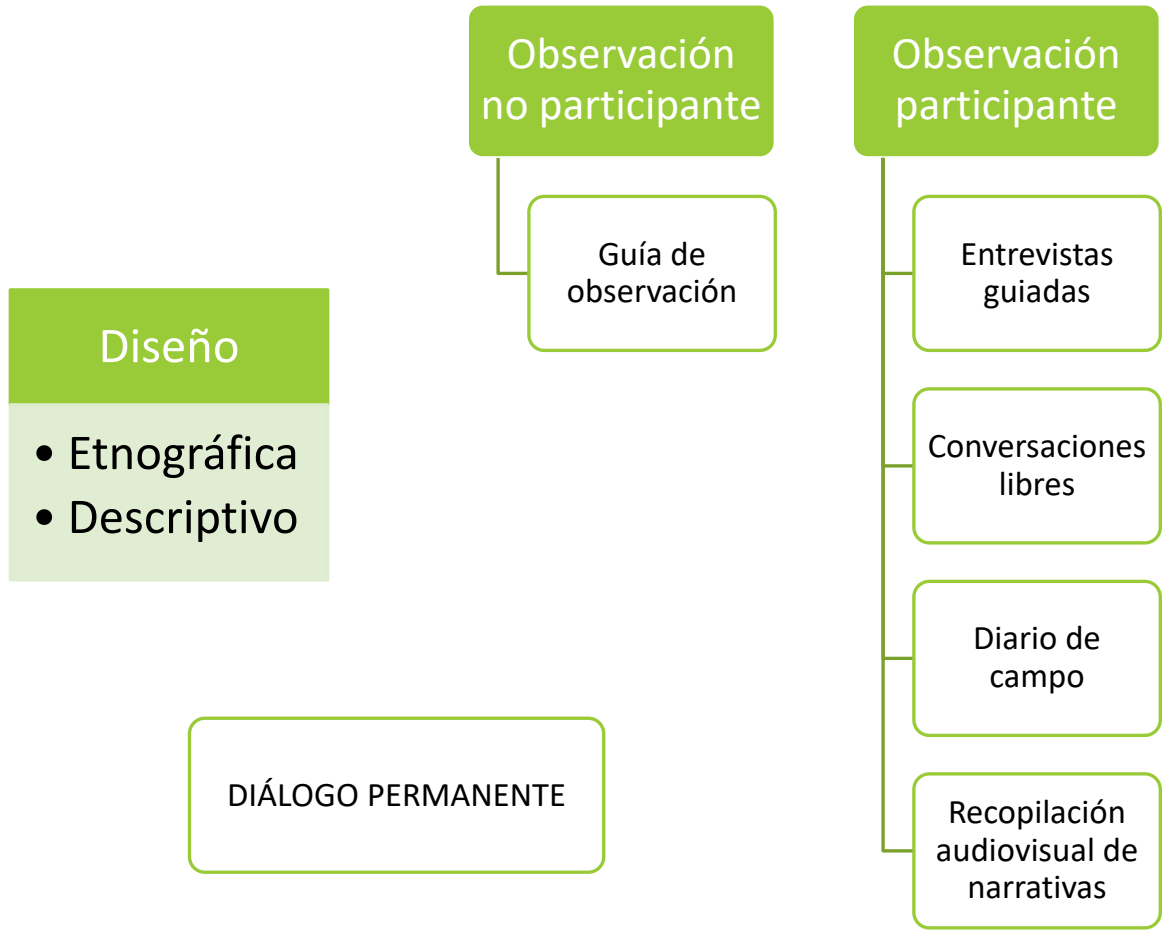 Observación
no participante
Guía de
observación
Observación
participante
Entrevistas
guiadas
Conversaciones
libres
Diario de
campo
Recopilación
audiovisual de
narrativas
Diseño
• Etnográfica
• Descriptivo
DIÁLOGO PERMANENTE